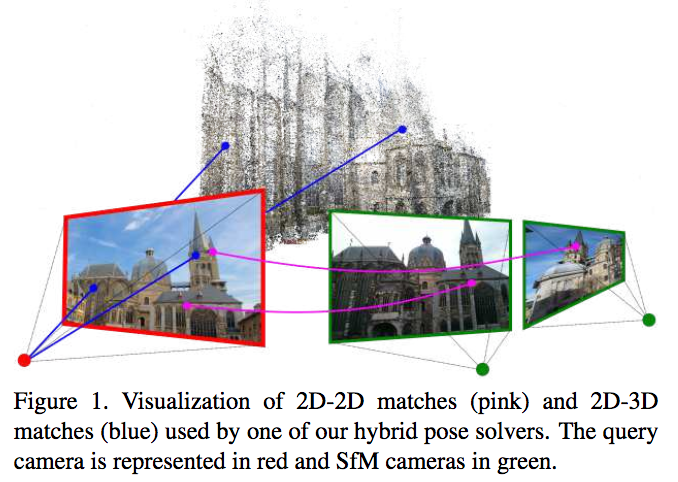 Figure 1. Visualization of 2D-2D matches (pink) and 2D-3D
matches (blue) used by one of our hybrid pose solvers. The query
camera is represented in red and SfM cameras in green.